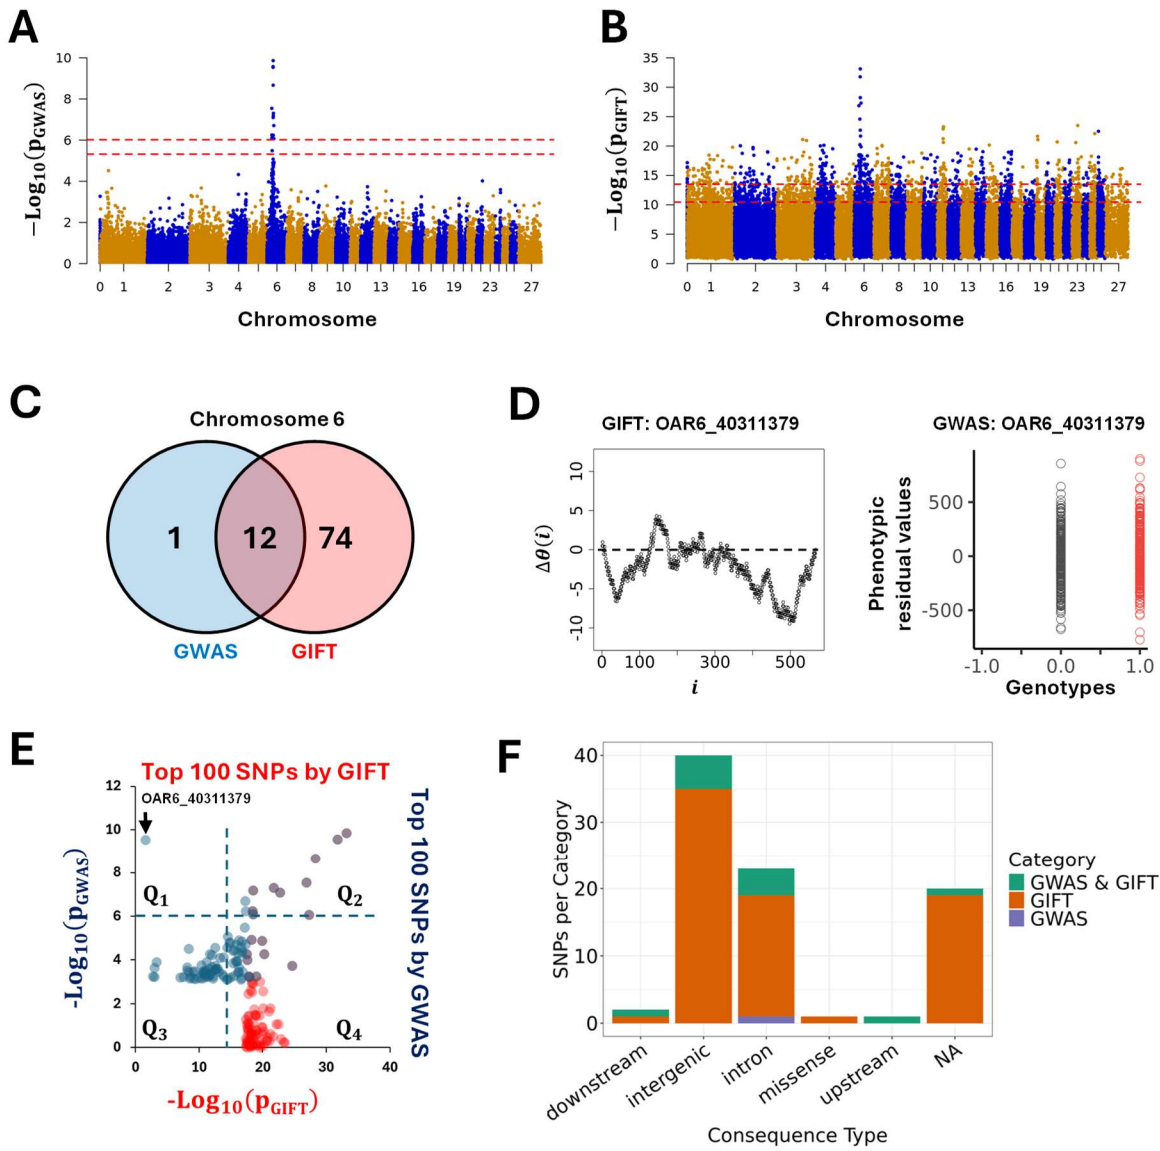 A
10
8
6
4
2
0
−Log10(pGWAS)
0 1 2 3 4 6 8 10 13 16 19 23 27
Chromosome
B
35
30
25
20
15
10
5
0
−Log10(pGIFT)
0 1 2 3 4 6 8 10 13 16 19 23 27
Chromosome
C
Chromosome 6
1 12 74
GWAS GIFT
D
GIFT: OAR6_40311379
10
5
0
-5
-10
Δθ(i)
0 100 300 500
i
GWAS: OAR6_40311379
Phenotypic
residual values
500
0
-500
-1.0 0.0 1.0
Genotypes
E
Top 100 SNPs by GIFT
OAR6_40311379
Top 100 SNPs by GWAS
12
10
8
6
4
2
0
-Log10(pGWAS)
Q1 Q2
Q3 Q4
0 10 20 30 40
-Log10(pGIFT)
F
40
30
20
10
0
SNPs per Category
downstream intergenic intron missense upstream NA
Consequence Type
Category
GWAS & GIFT
GIFT
GWAS